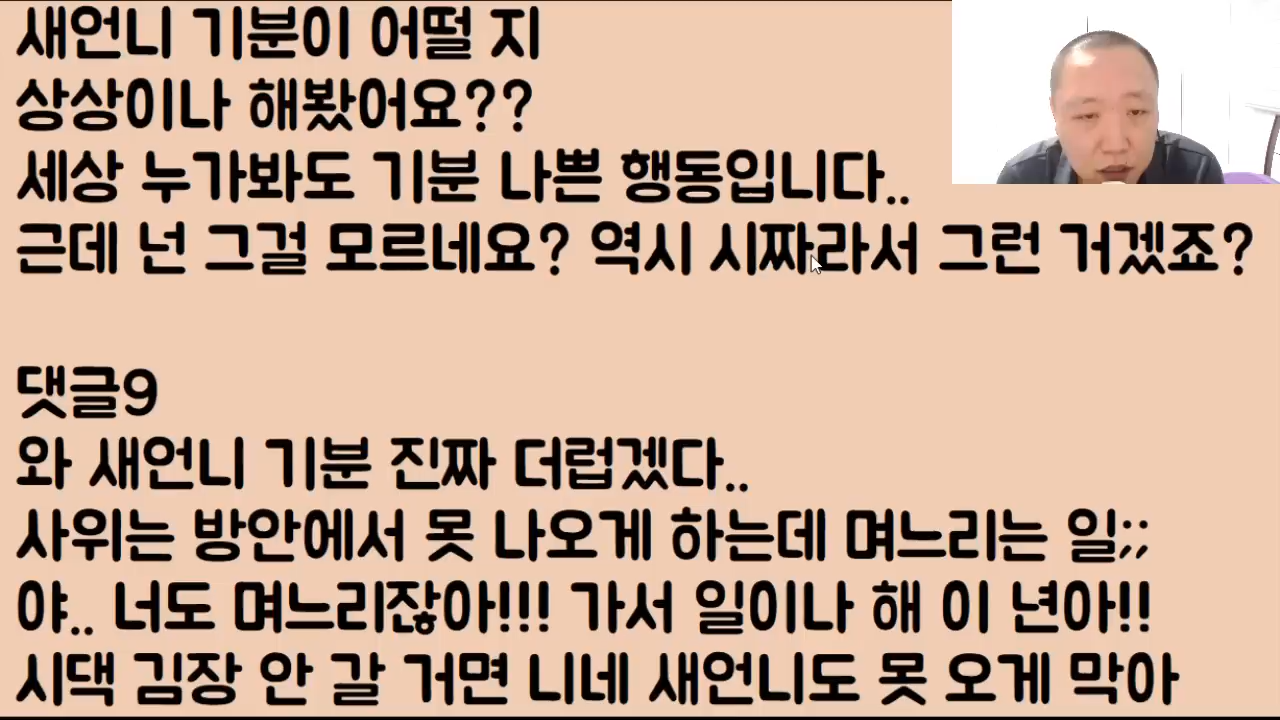 새언니 기분이 어떨 지
상상이나 해봤어요??
세상 누가봐도 기분 나쁜 행동입니다..
근데 넌 그걸 모르네요? 역시 시짜라서 그런 거겠죠?
댓글9
와 새언니 기분 진짜 더럽겠다..
사위는 방안에서 못 나오게 하는데 며느리는 일;;
야.. 너도 며느리잖아!!! 가서 일이나 해 이 년아!!
시댁 김장 안 갈 거면 니네 새언니도 못 오게 막아